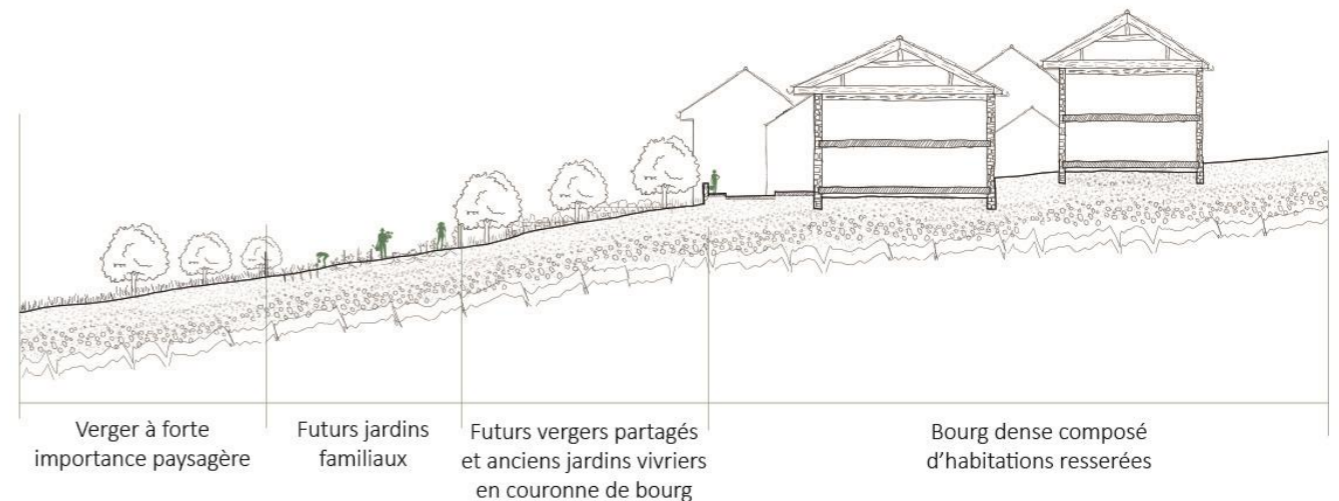 Verger à forte
importance paysagère
Futurs jardins
familiaux
Futurs vergers partagés
et anciens jardins vivriers
en couronne de bourg
Bourg dense composé
d'habitations resserées